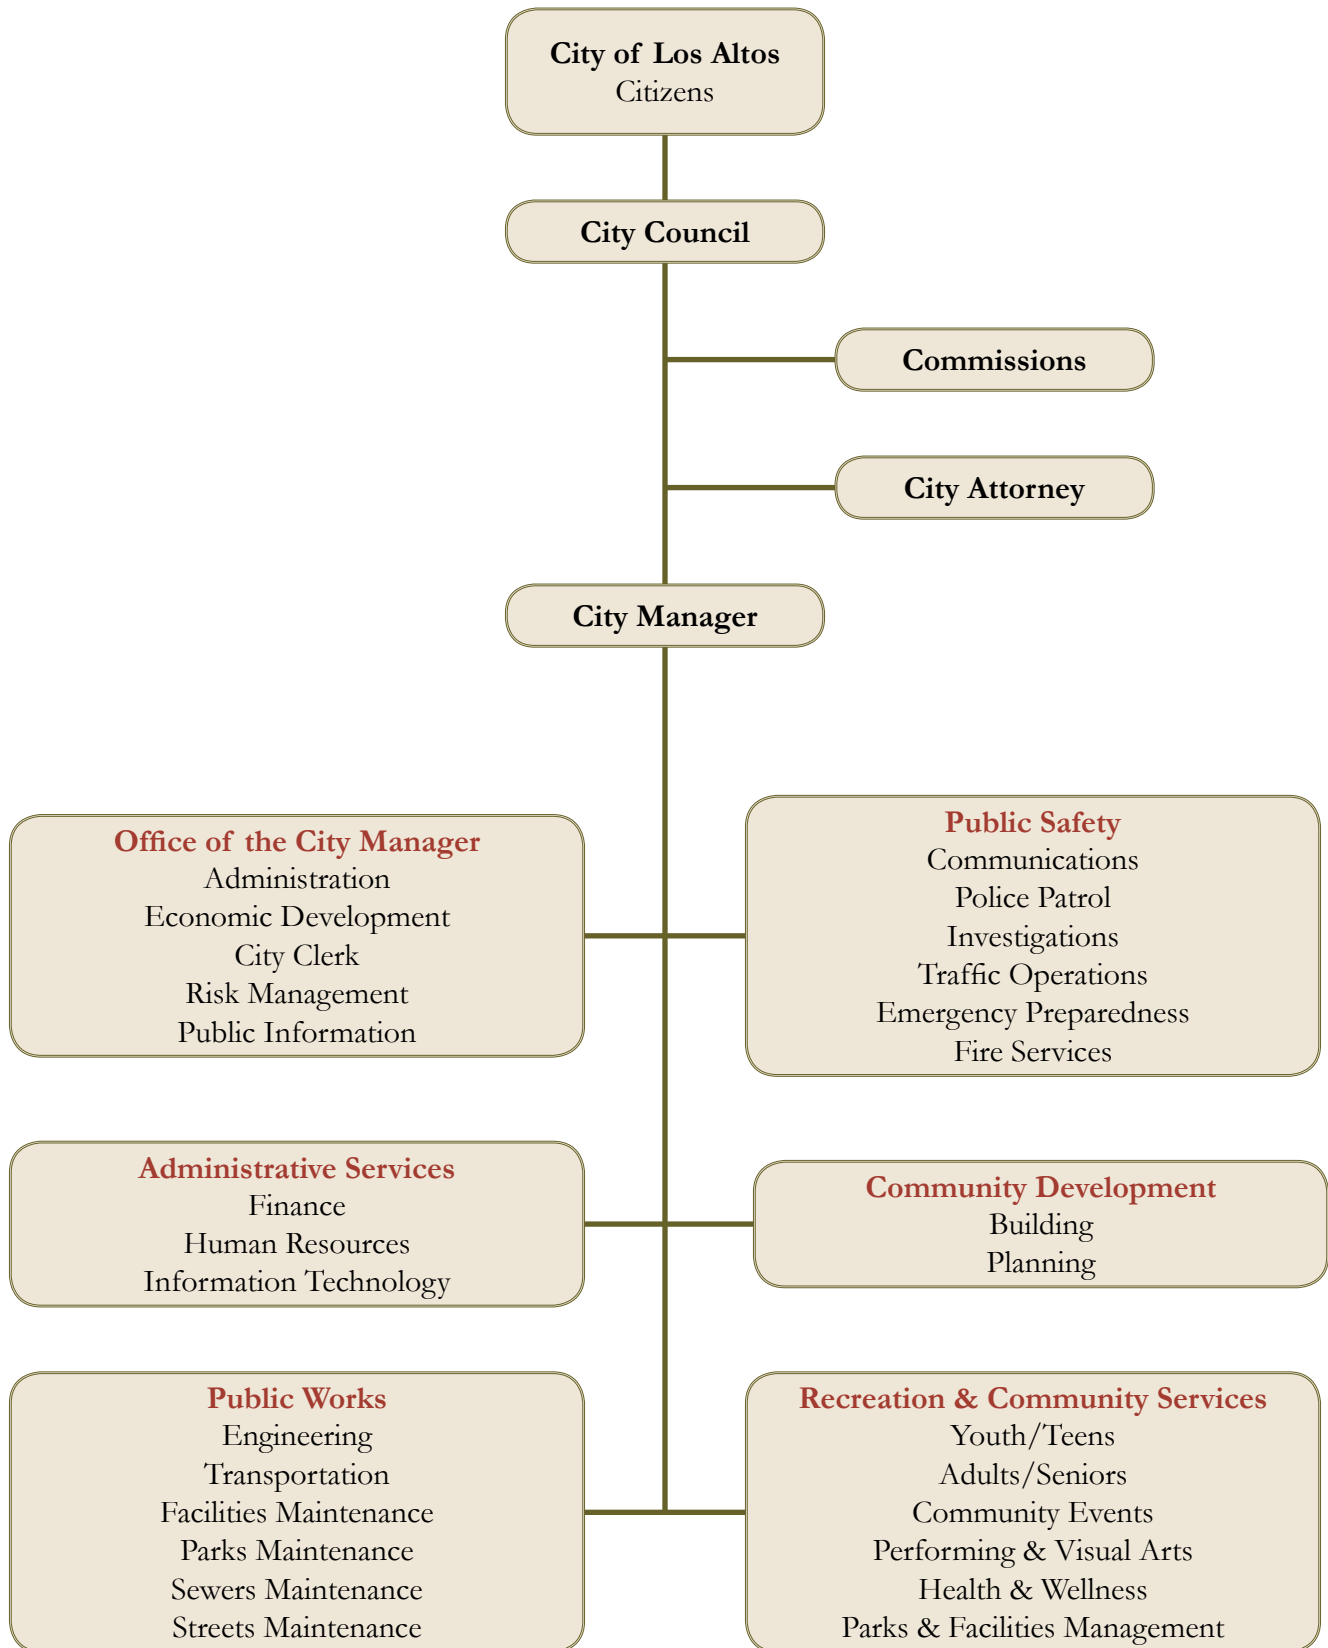 City of Los Altos
Citizens
City Council
Commissions
City Attorney
City Manager
Office of the City Manager
Administration
Economic Development
City Clerk
Risk Management
Public Information
Public Safety
Communications
Police Patrol
Investigations
Traffic Operations
Emergency Preparedness
Fire Services
Administrative Services
Finance
Human Resources
Information Technology
Community Development
Building
Planning
Public Works
Engineering
Transportation
Facilities Maintenance
Parks Maintenance
Sewers Maintenance
Streets Maintenance
Recreation & Community Services
Youth/Teens
Adults/Seniors
Community Events
Performing & Visual Arts
Health & Wellness
Parks & Facilities Management